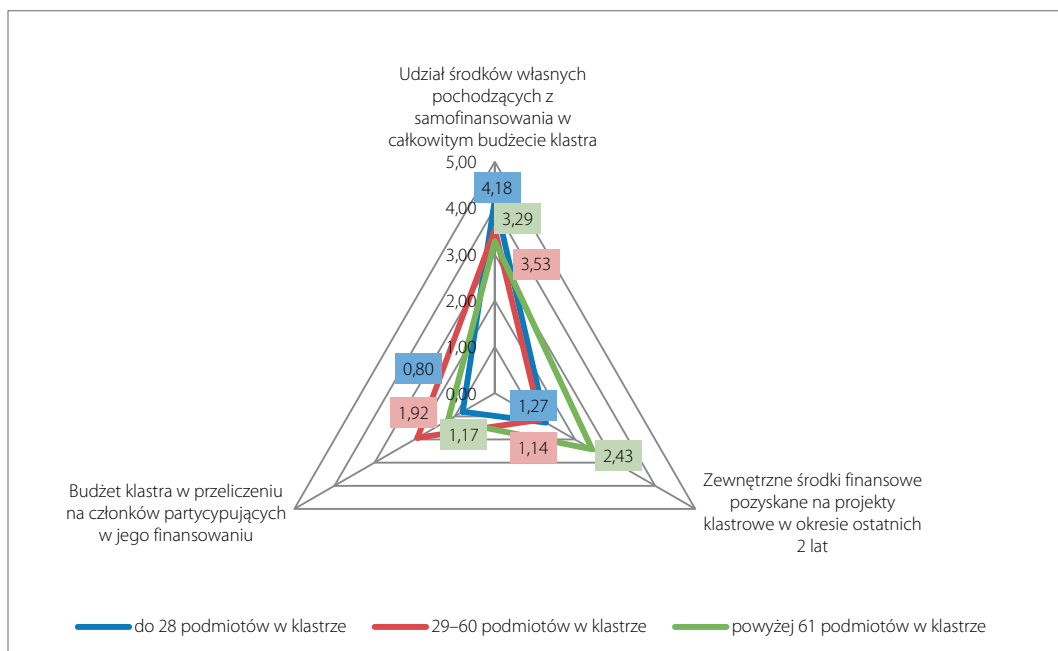 Udział środków własnych
pochodzących z
samofinansowania w
całkowitym budżecie klastra
5,00
4,18
4,00
3,29
3,00
3,53
2,00
1,00
0,80
0,00
1,27
1,92
1,17
1,14
2,43
Budżet klastra w przeliczeniu
na członków partycypujących
w jego finansowaniu
Zewnętrzne środki finansowe
pozyskane na projekty
klastrowe w okresie ostatnich
2 lat
do 28 podmiotów w klastrze
29–60 podmiotów w klastrze
powyżej 61 podmiotów w klastrze